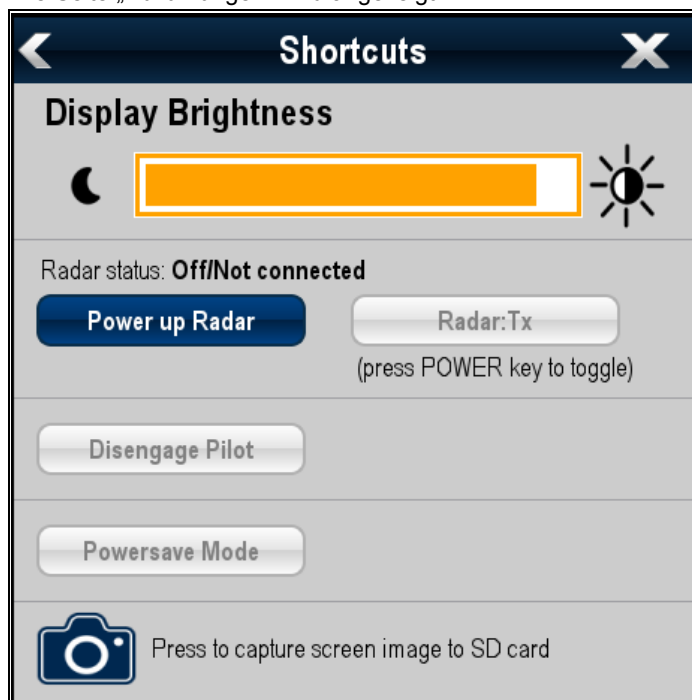 Shortcuts
Display Brightness
Radar status: Off/Not connected
Power up Radar
Radar:Tx
(press POWER key to toggle)
Disengage Pilot
Powersave Mode
Press to capture screen image to SD card